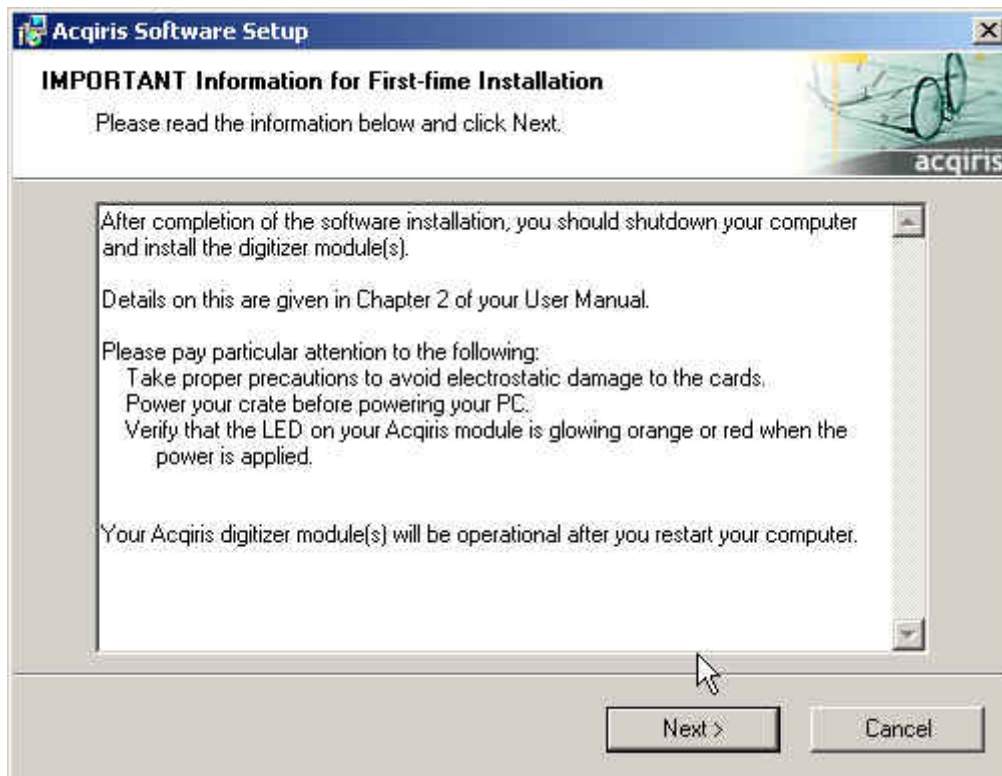 Acqiris Software Setup
IMPORTANT Information for First-fime Installation
Please read the information below and click Next.
acqiris
After completion of the software installation, you should shutdown your computer
and install the digitizer module(s).
Details on this are given in Chapter 2 of your User Manual.
Please pay particular attention to the following:
Take proper precautions to avoid electrostatic damage to the cards.
Power your crate before powering your PC.
Verify that the LED on your Acqiris module is glowing orange or red when the
power is applied.
Your Acqiris digitizer module(s) will be operational after you restart your computer.
Next >
Cancel